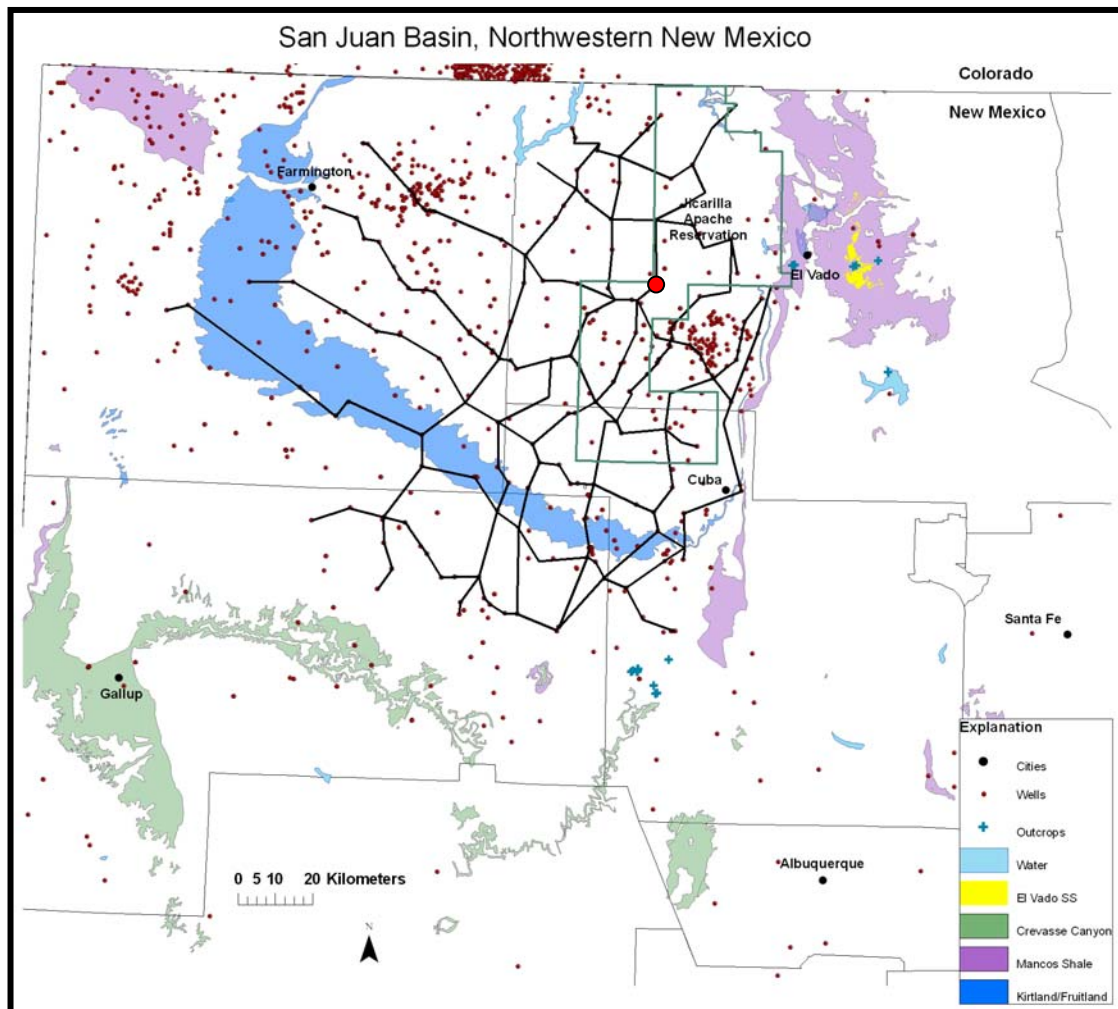 San Juan Basin, Northwestern New Mexico
Colorado
New Mexico
Farmington
Jicarilla
Apache
Reservation
El Vado
Cuba
Santa Fe
Gallup
Explanation
Cities
Wells
Outcrops
Water
El Vado SS
Crevasse Canyon
Mancos Shale
Kirtland/Fruitland
Albuquerque
0 5 10 20 Kilometers
N